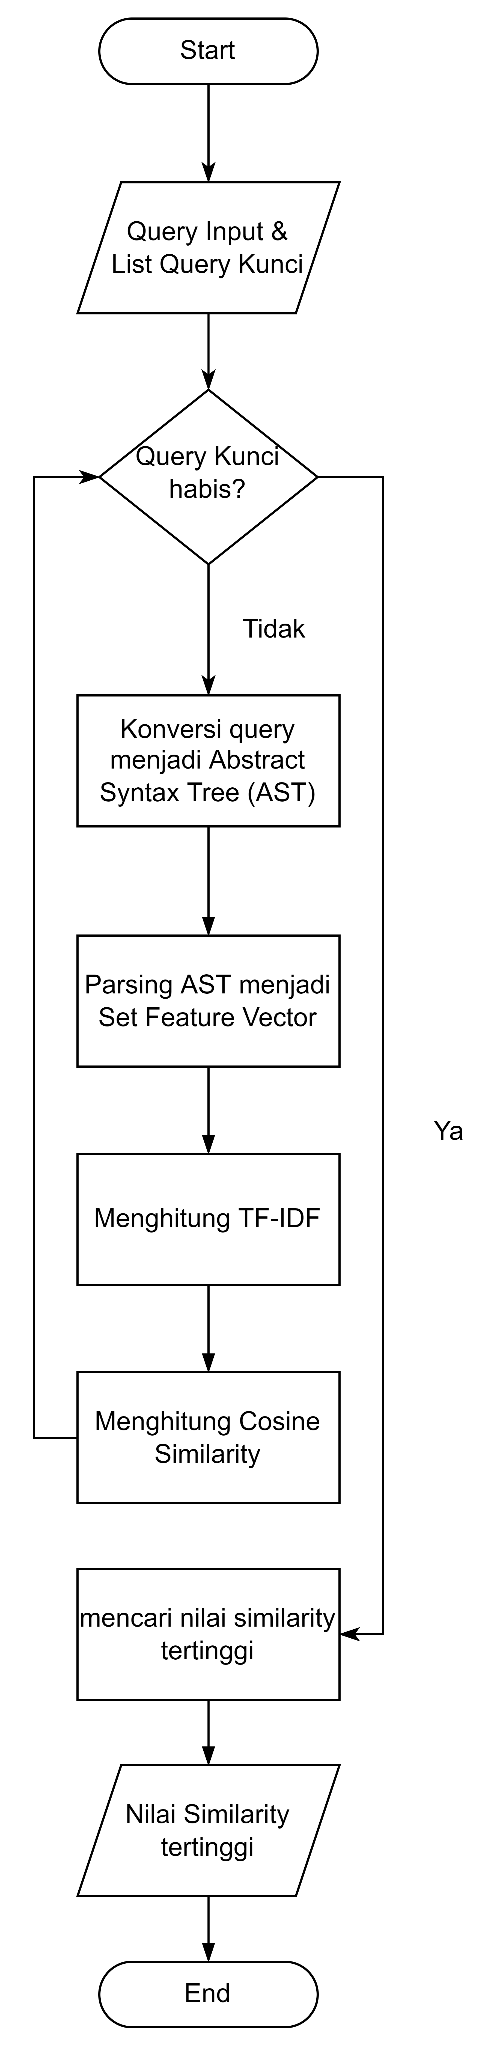 Start
Query Input &
List Query Kunci
Query Kunci
habis?
Tidak
Konversi query
menjadi Abstract
Syntax Tree (AST)
Parsing AST menjadi
Set Feature Vector
Ya
Menghitung TF-IDF
Menghitung Cosine
Similarity
mencari nilai similarity
tertinggi
Nilai Similarity
tertinggi
End